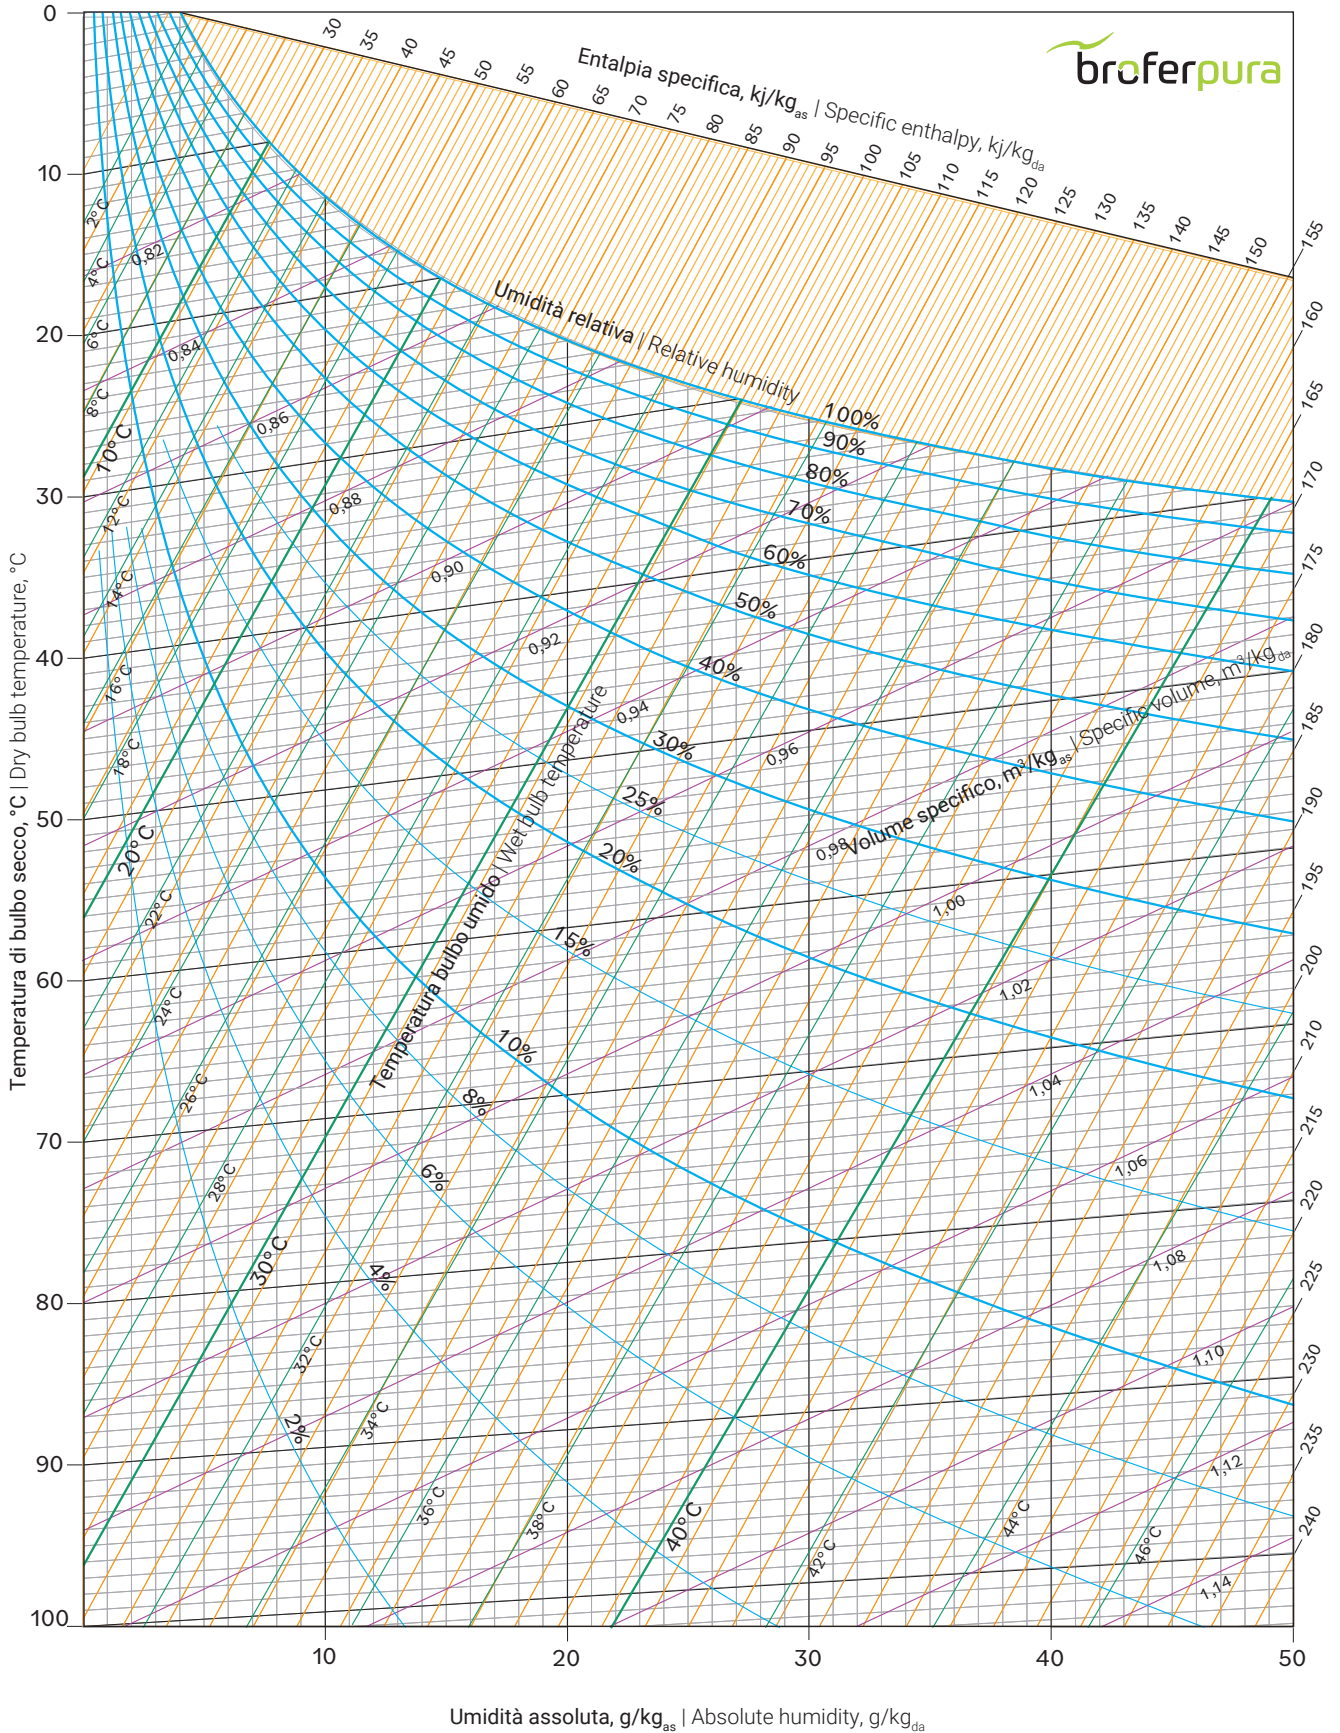 broferpura
Entalpia specifica, kj/kgas | Specific enthalpy, kj/kgda
30 35 40 45 50 55 60 65 70 75 80 85 90 95 100 105 110 115 120 125 130 135 140 145 150
155
160
165
170
175
180
185
190
195
200
210
215
220
225
230
235
240
Umidità relativa | Relative humidity
100%
90%
80%
70%
60%
50%
40%
30%
25%
20%
15%
10%
8%
6%
4%
2%
Volume specifico, m³/kgas | Specific volume, m³/kgda
0,82
0,84
0,86
0,88
0,90
0,92
0,94
0,96
0,98
1,00
1,02
1,04
1,06
1,08
1,10
1,12
1,14
Temperatura bulbo umido | Wet bulb temperature
2°C
4°C
6°C
8°C
10°C
12°C
14°C
16°C
18°C
20°C
22°C
24°C
26°C
28°C
30°C
32°C
34°C
36°C
38°C
40°C
42°C
44°C
46°C
Temperatura di bulbo secco, °C | Dry bulb temperature, °C
0
10
20
30
40
50
60
70
80
90
100
10 20 30 40 50
Umidità assoluta, g/kgas | Absolute humidity, g/kgda